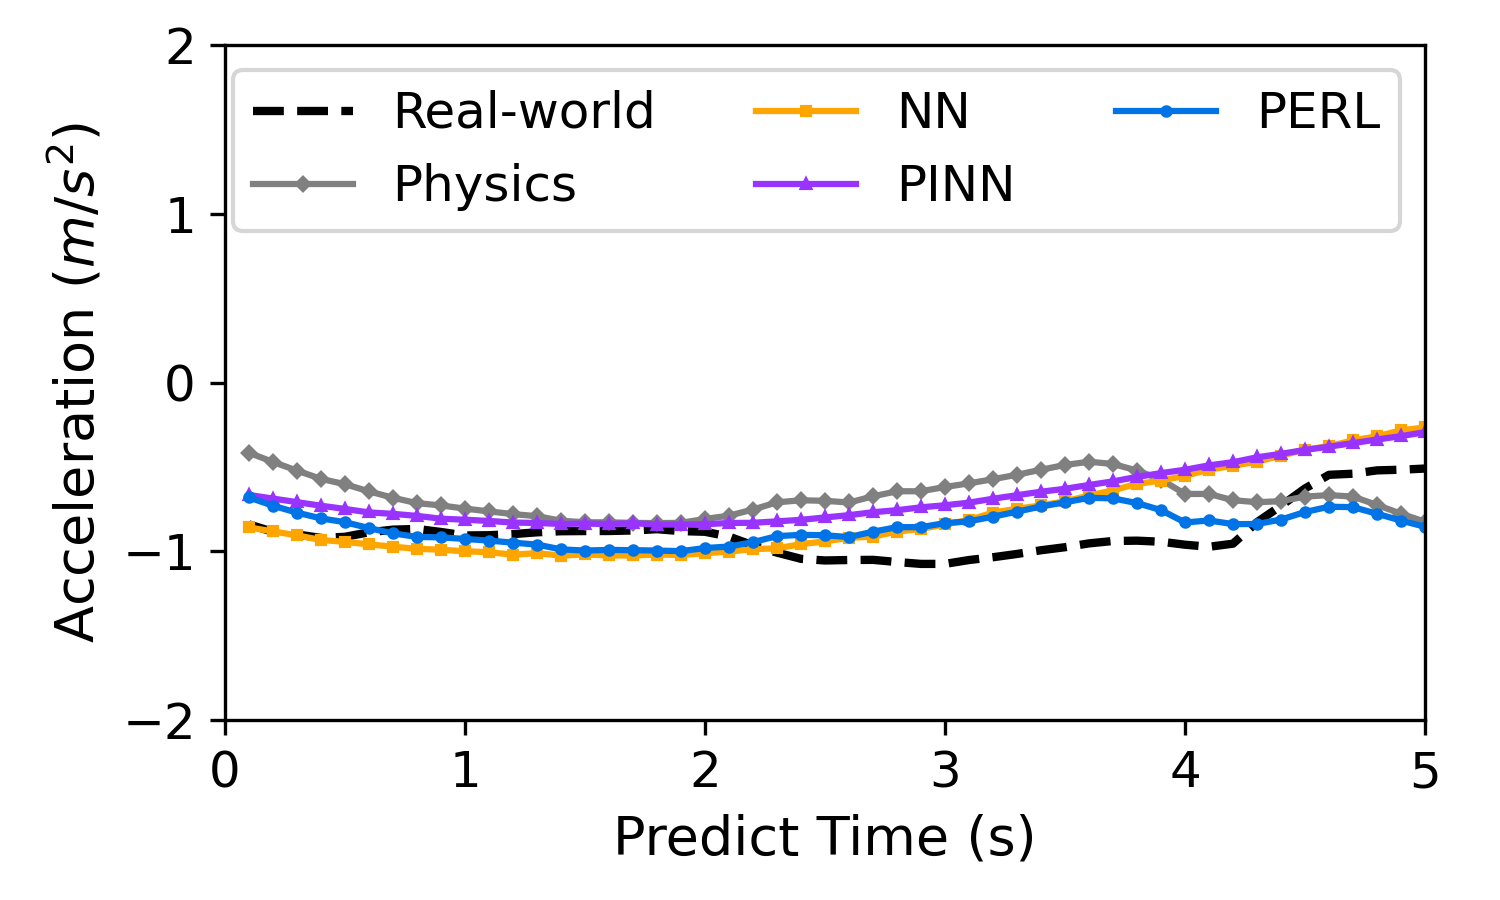 2
1
0
−1
−2
Acceleration (m/s²)
Real-world
Physics
NN
PINN
PERL
0 1 2 3 4 5
Predict Time (s)